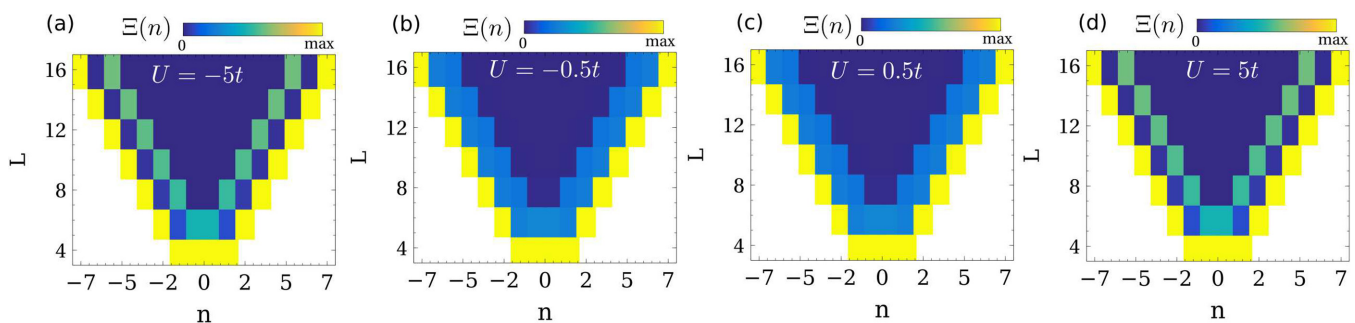 (a) Ξ(n) 0 max
U = −5t
16
12
8
4
L
−7 −5 −2 0 2 5 7
n
(b) Ξ(n) 0 max
U = −0.5t
16
12
8
4
L
−7 −5 −2 0 2 5 7
n
(c) Ξ(n) 0 max
U = 0.5t
16
12
8
4
L
−7 −5 −2 0 2 5 7
n
(d) Ξ(n) 0 max
U = 5t
16
12
8
4
L
−7 −5 −2 0 2 5 7
n